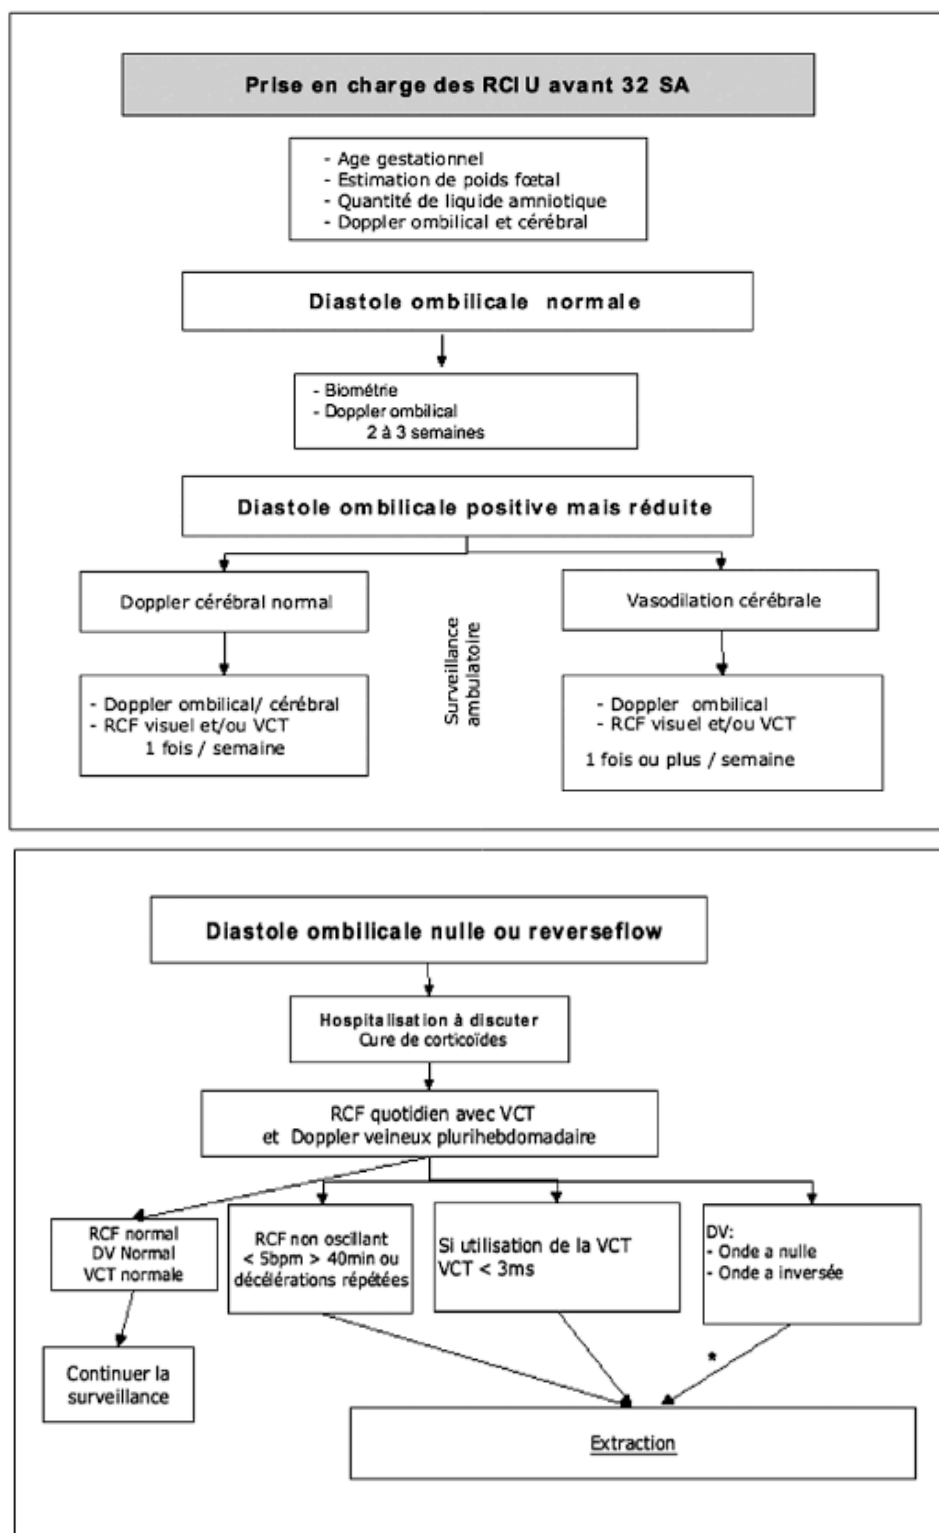 Prise en charge des RCIU avant 32 SA
- Age gestationnel
- Estimation de poids fœtal
- Quantité de liquide amniotique
- Doppler ombilical et cérébral
Diastole ombilicale normale
- Biométrie
- Doppler ombilical
2 à 3 semaines
Diastole ombilicale positive mais réduite
Doppler cérébral normal
Surveillance
ambulatoire
Vasodilation cérébrale
- Doppler ombilical/ cérébral
- RCF visuel et/ou VCT
1 fois / semaine
- Doppler ombilical
- RCF visuel et/ou VCT
1 fois ou plus / semaine
Diastole ombilicale nulle ou reverseflow
Hospitalisation à discuter
Cure de corticoïdes
RCF quotidien avec VCT
et Doppler veineux plurihebdomadaire
RCF normal
DV Normal
VCT normale
RCF non oscillant
< 5bpm > 40min ou
décélérations répétées
Si utilisation de la VCT
VCT < 3ms
DV:
- Onde a nulle
- Onde a inversée
*
Continuer la
surveillance
Extraction